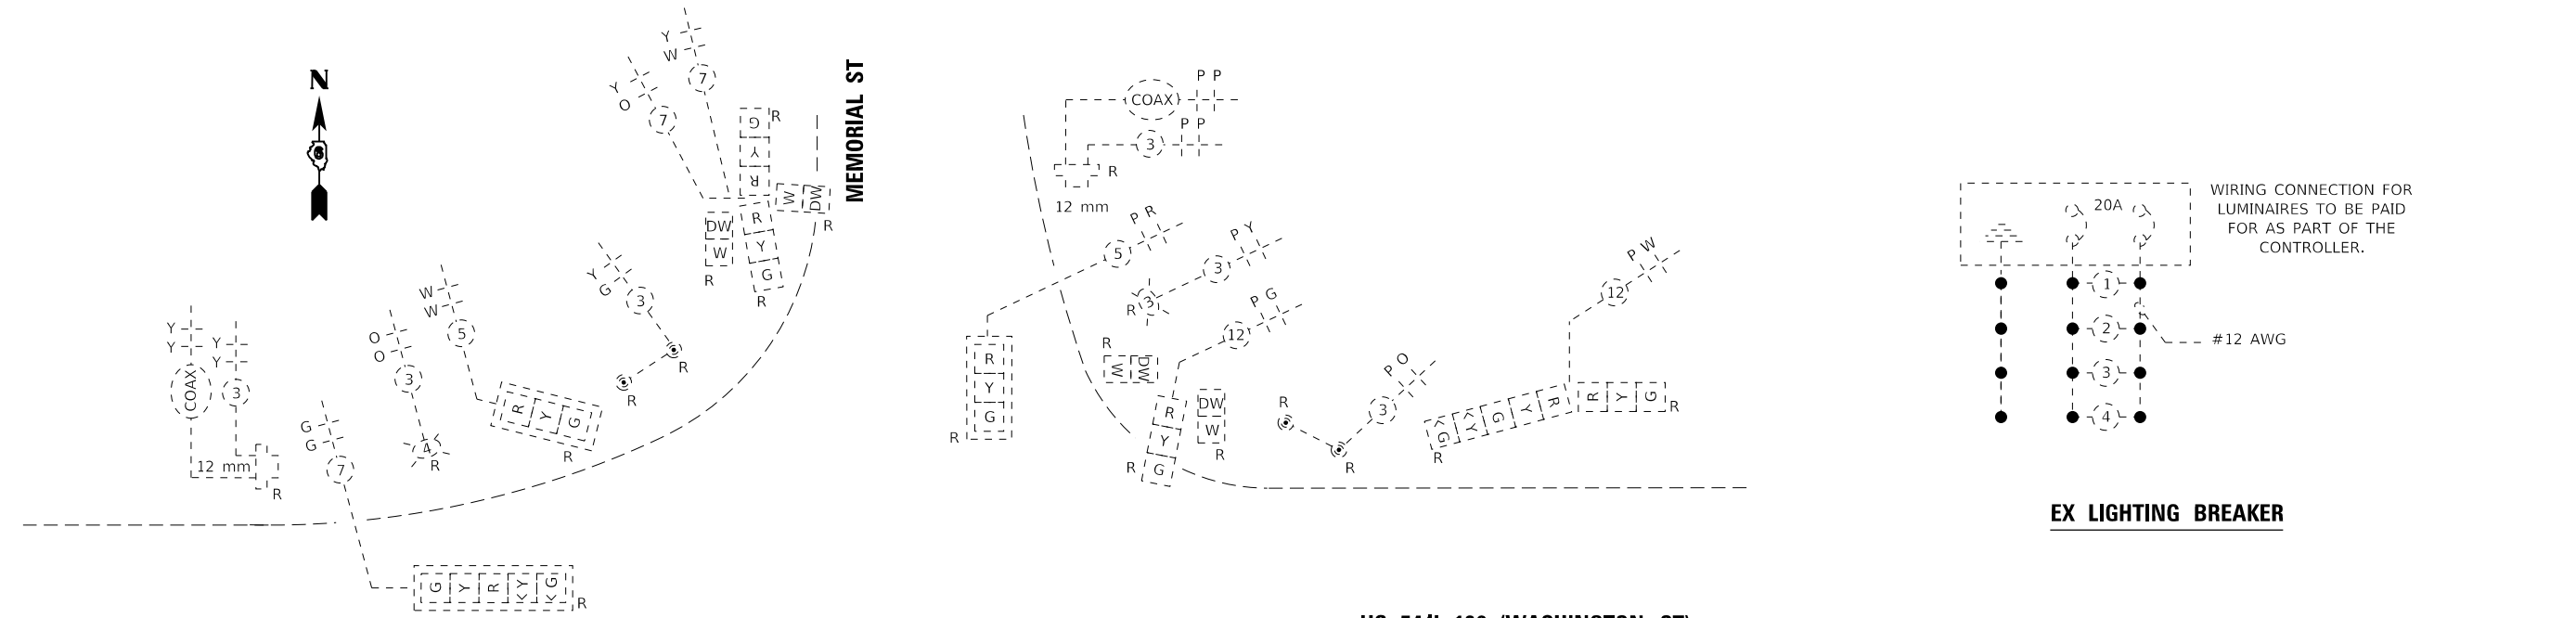 N
MEMORIAL ST
Y
W
7
Y
O
7
G
Y
R
R
W
DW
R
DW
W
R
R
Y
G
R
Y
G
3
R
R
W
W
5
R
Y
G
R
O
O
3
4
R
Y
Y
COAX
Y
Y
3
12 mm
R
G
G
7
G
Y
R
<Y
<G
R
P P
COAX
P P
3
R
12 mm
P R
5
R
Y
G
R
P Y
3
3
R
P G
12
R
W
DW
R
Y
G
R
DW
W
R
P O
3
R
R
P W
12
<G
<Y
G
Y
R
R
R
Y
G
R
20A
WIRING CONNECTION FOR
LUMINAIRES TO BE PAID
FOR AS PART OF THE
CONTROLLER.
1
2
3
4
#12 AWG
EX LIGHTING BREAKER